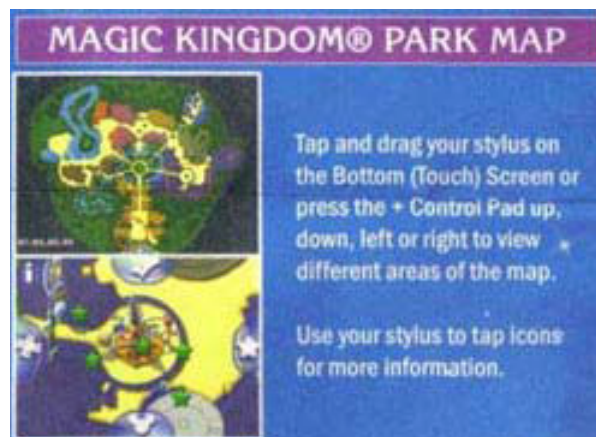 MAGIC KINGDOM® PARK MAP
Tap and drag your stylus on
the Bottom (Touch) Screen or
press the + Control Pad up,
down, left or right to view
different areas of the map.
Use your stylus to tap icons
for more information.